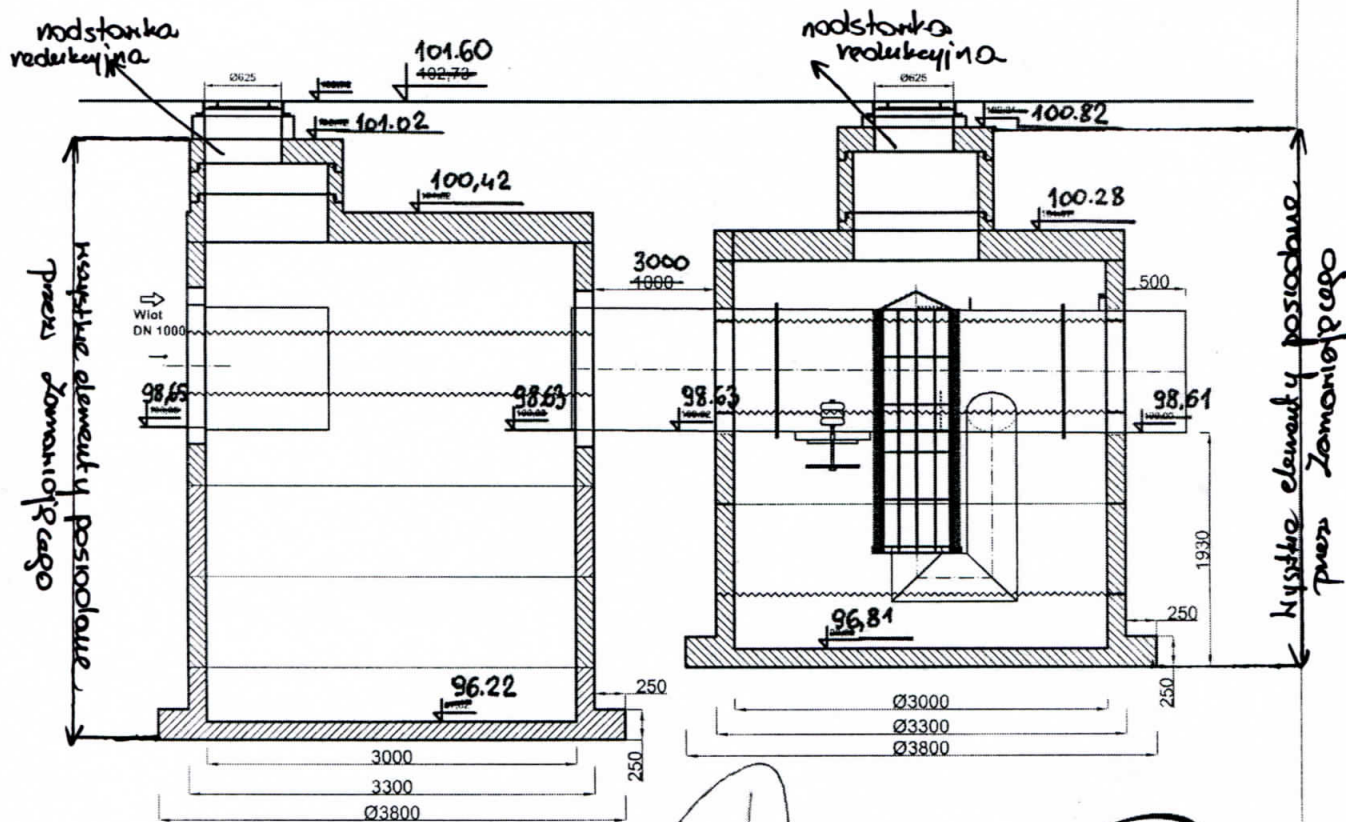 nadstawka
redukcyjna
Ø625
101.60
102,73
101.02
100,42
nadstawka
redukcyjna
Ø625
100.82
100.28
3000
1000
500
Wlot
DN 1000
98,65
98.63
98.63
98,61
1930
96,81
250
250
96.22
250
250
3000
3300
Ø3800
Ø3000
Ø3300
Ø3800
wszystkie elementy posiadane
przez Zamawiającego
Wszystkie elementy posiadane
przez Zamawiającego